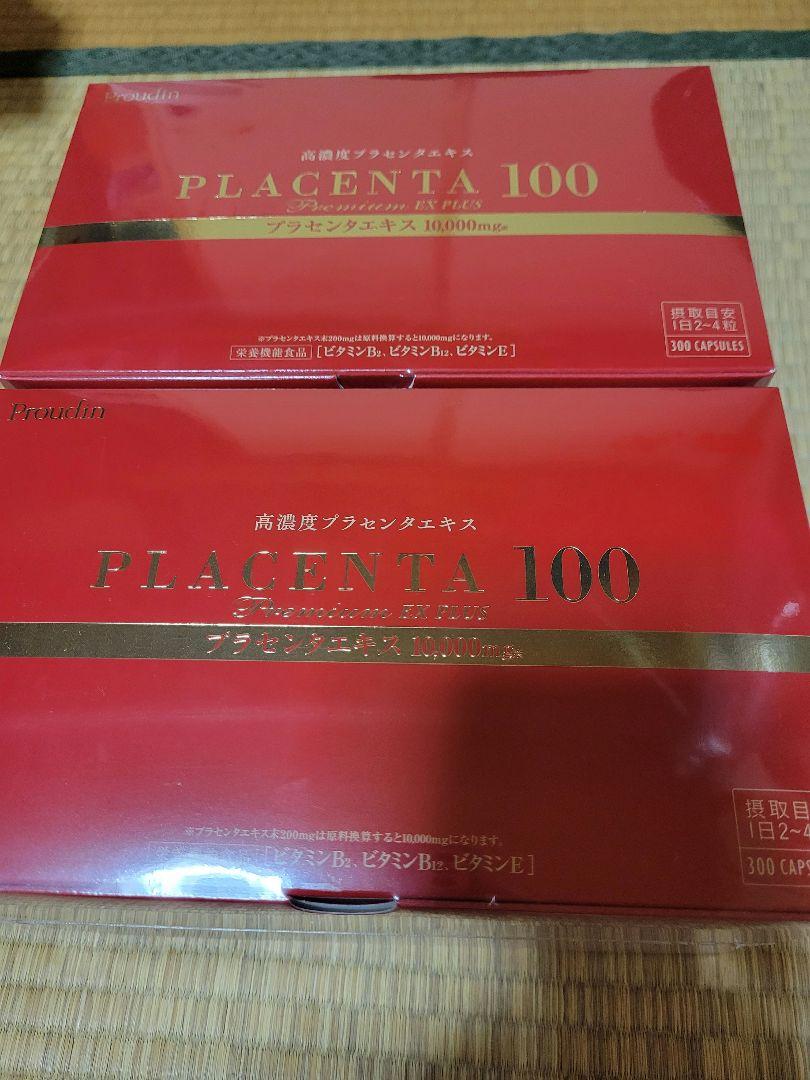 Proudin
高濃度プラセンタエキス
PLACENTA 100
Premium EX PLUS
プラセンタエキス 10,000mg※
摂取目安
1日2~4粒
300 CAPSULES
※プラセンタエキス末200mgは原料換算すると10,000mgになります。
栄養機能食品 [ビタミンB2、ビタミンB12、ビタミンE]
Proudin
高濃度プラセンタエキス
PLACENTA 100
Premium EX PLUS
プラセンタエキス 10,000mg※
摂取目
1日2~4
300 CAPS
※プラセンタエキス末200mgは原料換算すると10,000mgになります。
[ビタミンB2、ビタミンB12、ビタミンE]